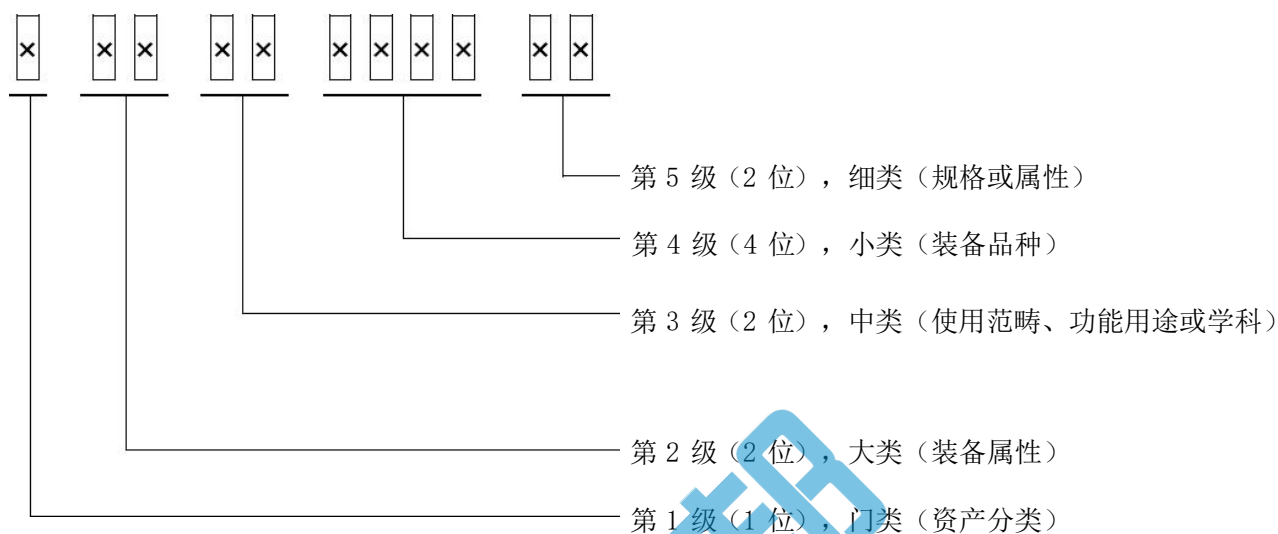 × ×× ×× ×××× ××
第 5 级（2 位），细类（规格或属性）
第 4 级（4 位），小类（装备品种）
第 3 级（2 位），中类（使用范畴、功能用途或学科）
第 2 级（2 位），大类（装备属性）
第 1 级（1 位），门类（资产分类）